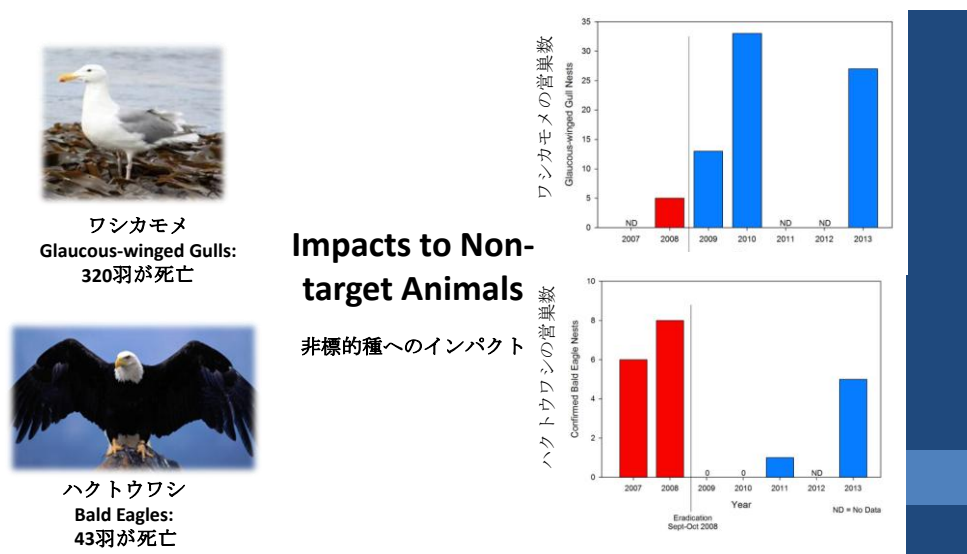 ワシカモメ
Glaucous-winged Gulls:
320羽が死亡
ハクトウワシ
Bald Eagles:
43羽が死亡
Impacts to Non-
target Animals
非標的種へのインパクト
ワシカモメの営巣数
Glaucous-winged Gull Nests
35
30
25
20
15
10
5
0
ND
ND
ND
2007
2008
2009
2010
2011
2012
2013
ハクトウワシの営巣数
Confirmed Bald Eagle Nests
10
8
6
4
2
0
0
0
ND
2007
2008
2009
2010
2011
2012
2013
Year
Eradication
Sept-Oct 2008
ND = No Data